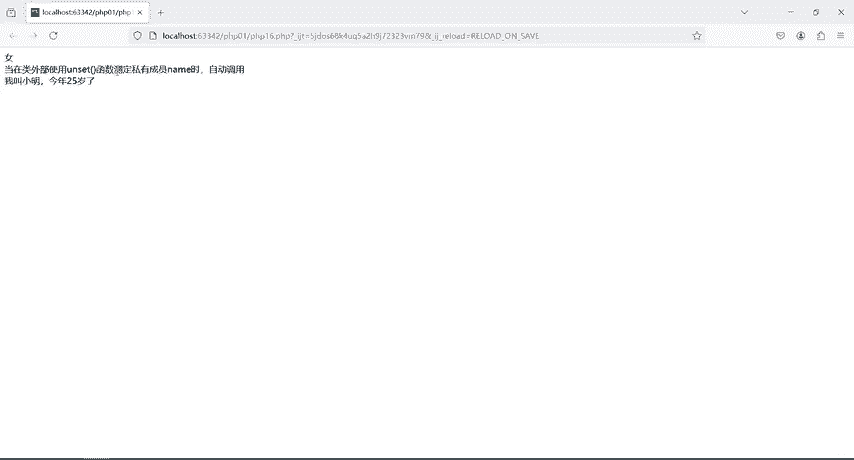 localhost:63342/php01/php
localhost:63342/php01/php16.php?_ijt=5jdos68k4uq5a2h9j72323vm79&_ij_reload=RELOAD_ON_SAVE
女
当在类外部使用unset()函数测定私有成员name时，自动调用
我叫小明，今年25岁了